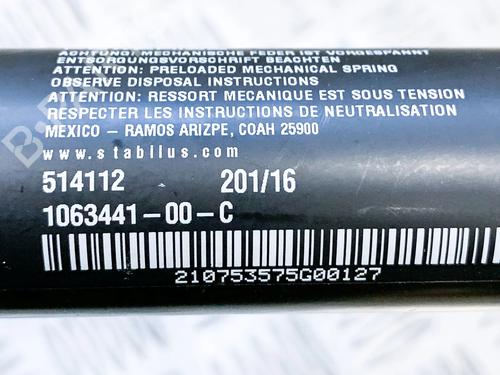 ACHTUNG! MECHANISCHE FEDER IST VORGESPANNT
ENTSORGUNGSVORSCHRIFT BEACHTEN
ATTENTION: PRELOADED MECHANICAL SPRING
OBSERVE DISPOSAL INSTRUCTIONS
ATTENTION: RESSORT MECANIQUE EST SOUS TENSION
RESPECTER LES INSTRUCTIONS DE NEUTRALISATION
MEXICO - RAMOS ARIZPE, COAH 25900
www.stabilus.com
514112 201/16
1063441-00-C
210753575G00127